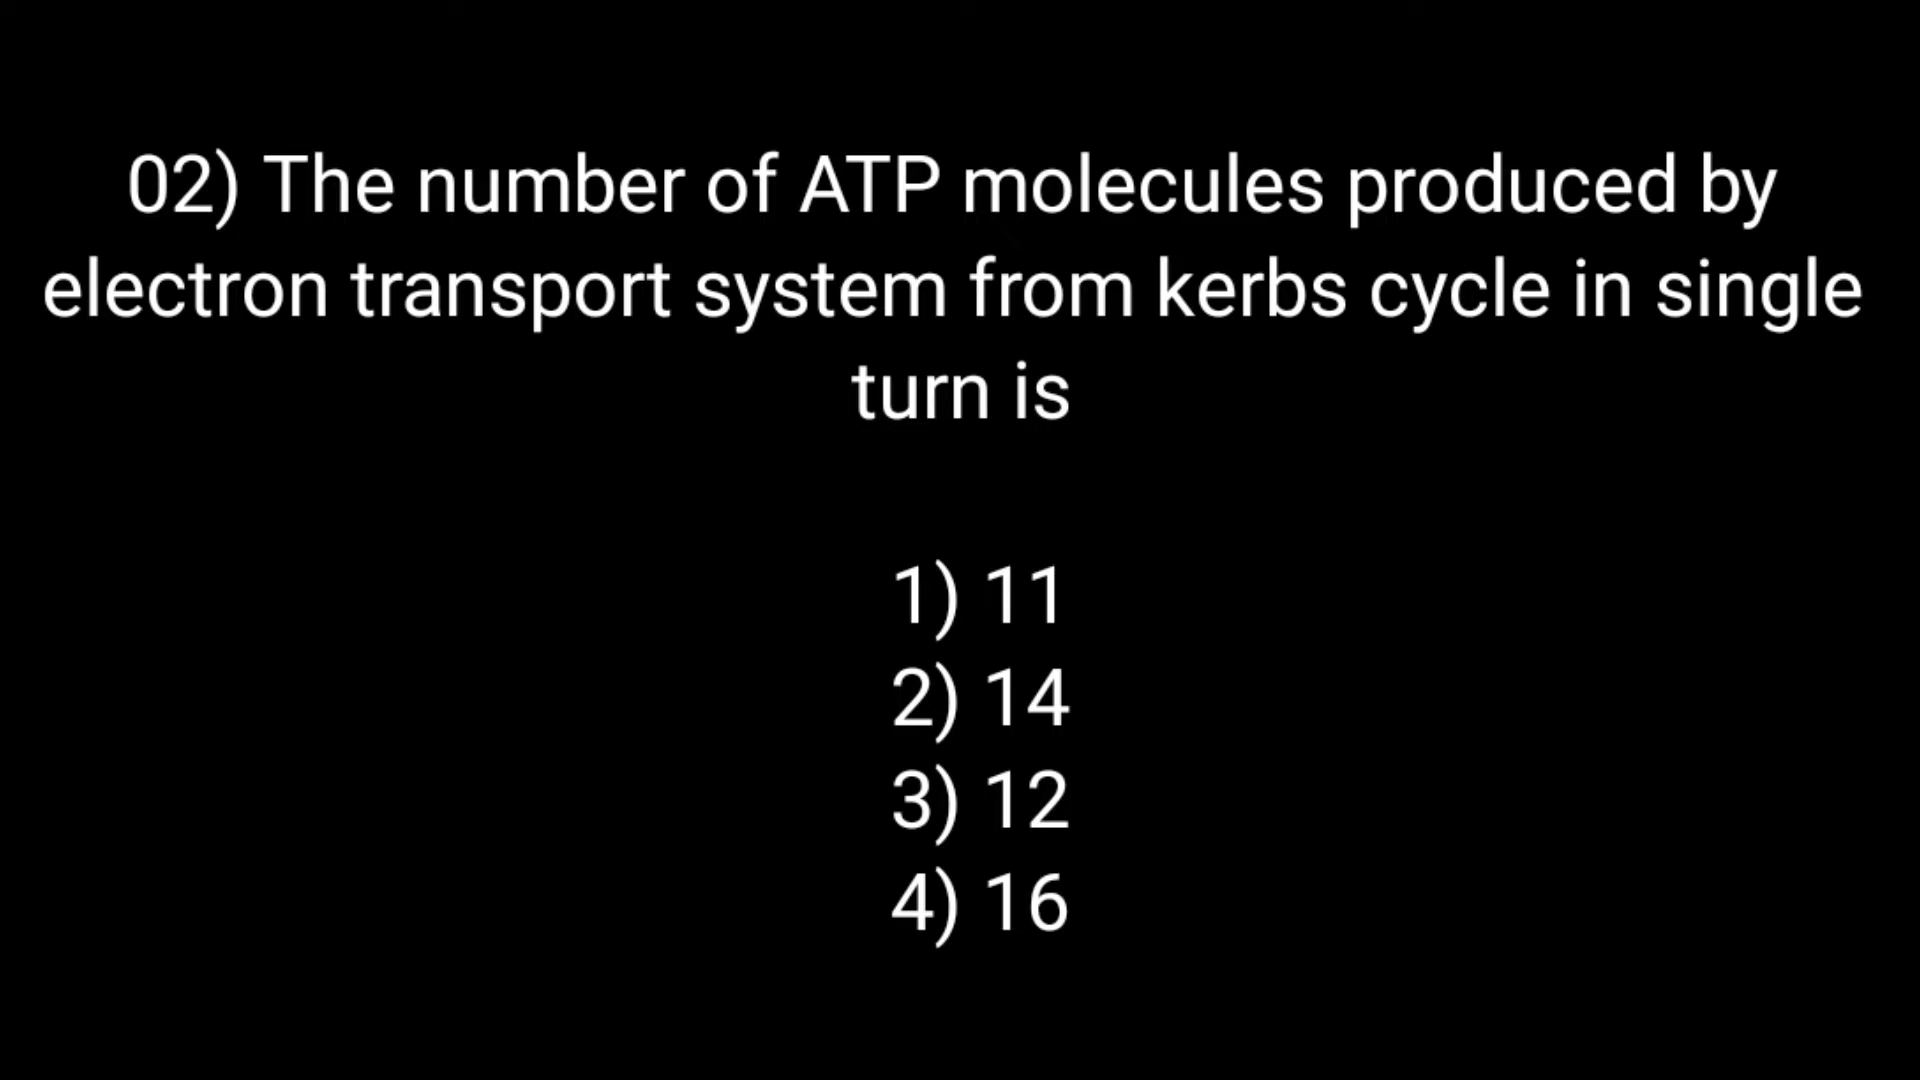 02) The number of ATP molecules produced by
electron transport system from kerbs cycle in single
turn is
1) 11
2) 14
3) 12
4) 16